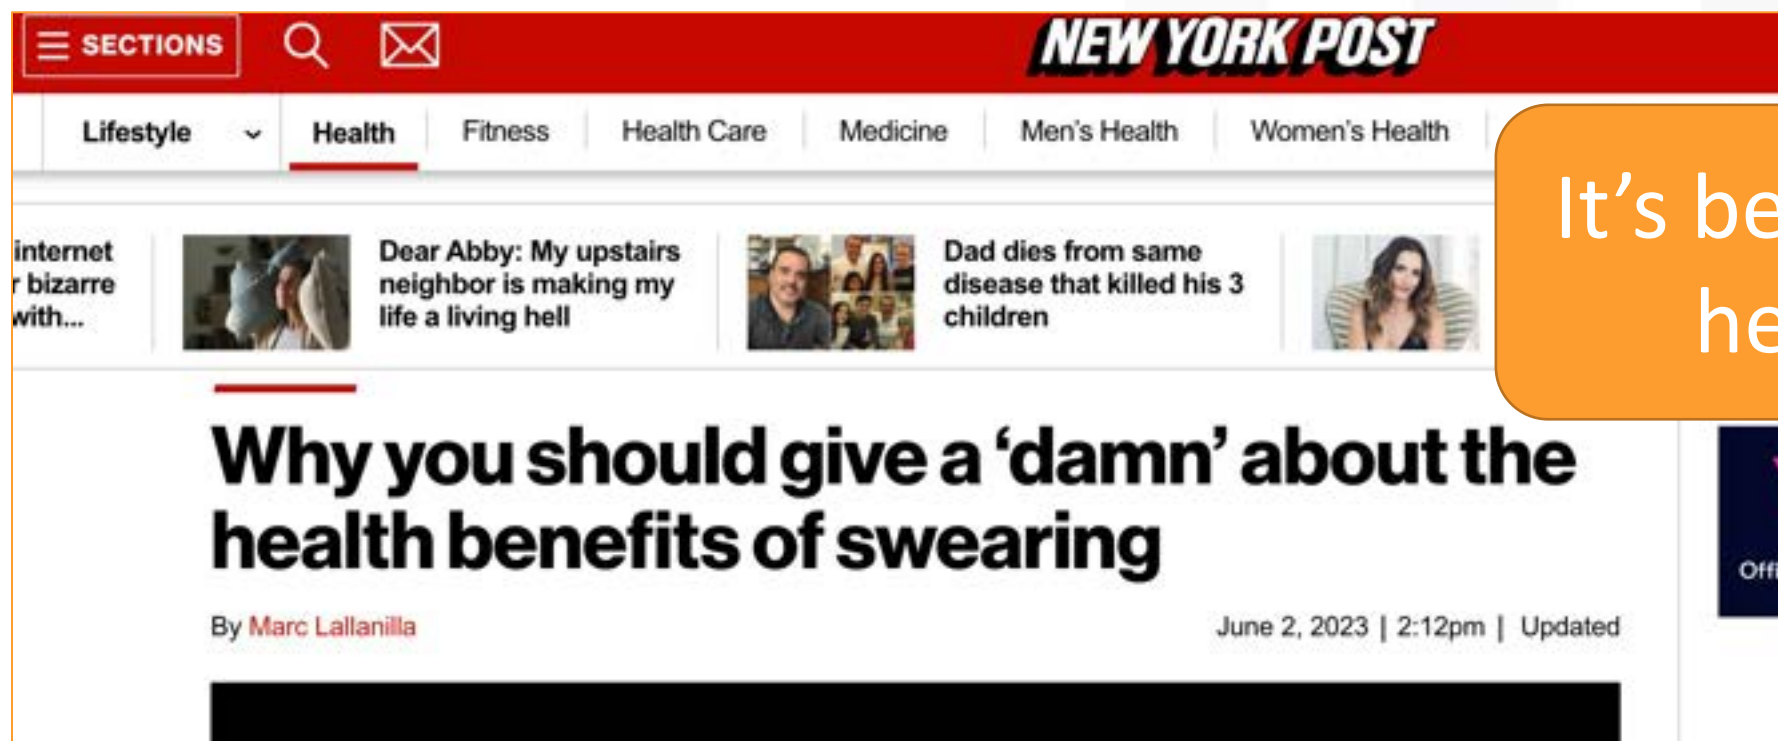 SECTIONS
NEW YORK POST
Lifestyle
Health
Fitness
Health Care
Medicine
Men's Health
Women's Health
internet
bizarre
with...
Dear Abby: My upstairs
neighbor is making my
life a living hell
Dad dies from same
disease that killed his 3
children
It’s be
he
Why you should give a ‘damn’ about the
health benefits of swearing
By Marc Lallanilla
June 2, 2023 | 2:12pm | Updated
Offi